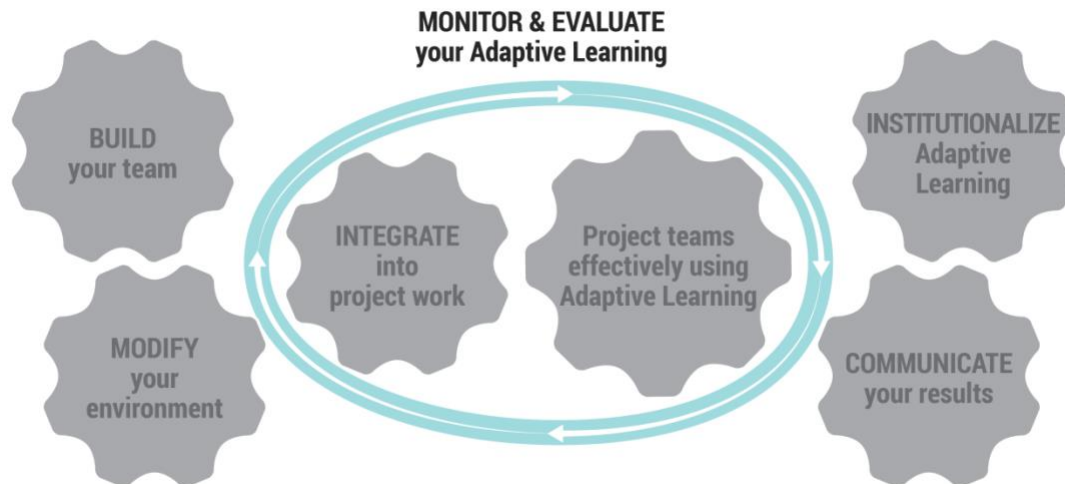 MONITOR & EVALUATE
your Adaptive Learning
BUILD
your team
INSTITUTIONALIZE
Adaptive
Learning
INTEGRATE
into
project work
Project teams
effectively using
Adaptive Learning
MODIFY
your
environment
COMMUNICATE
your results